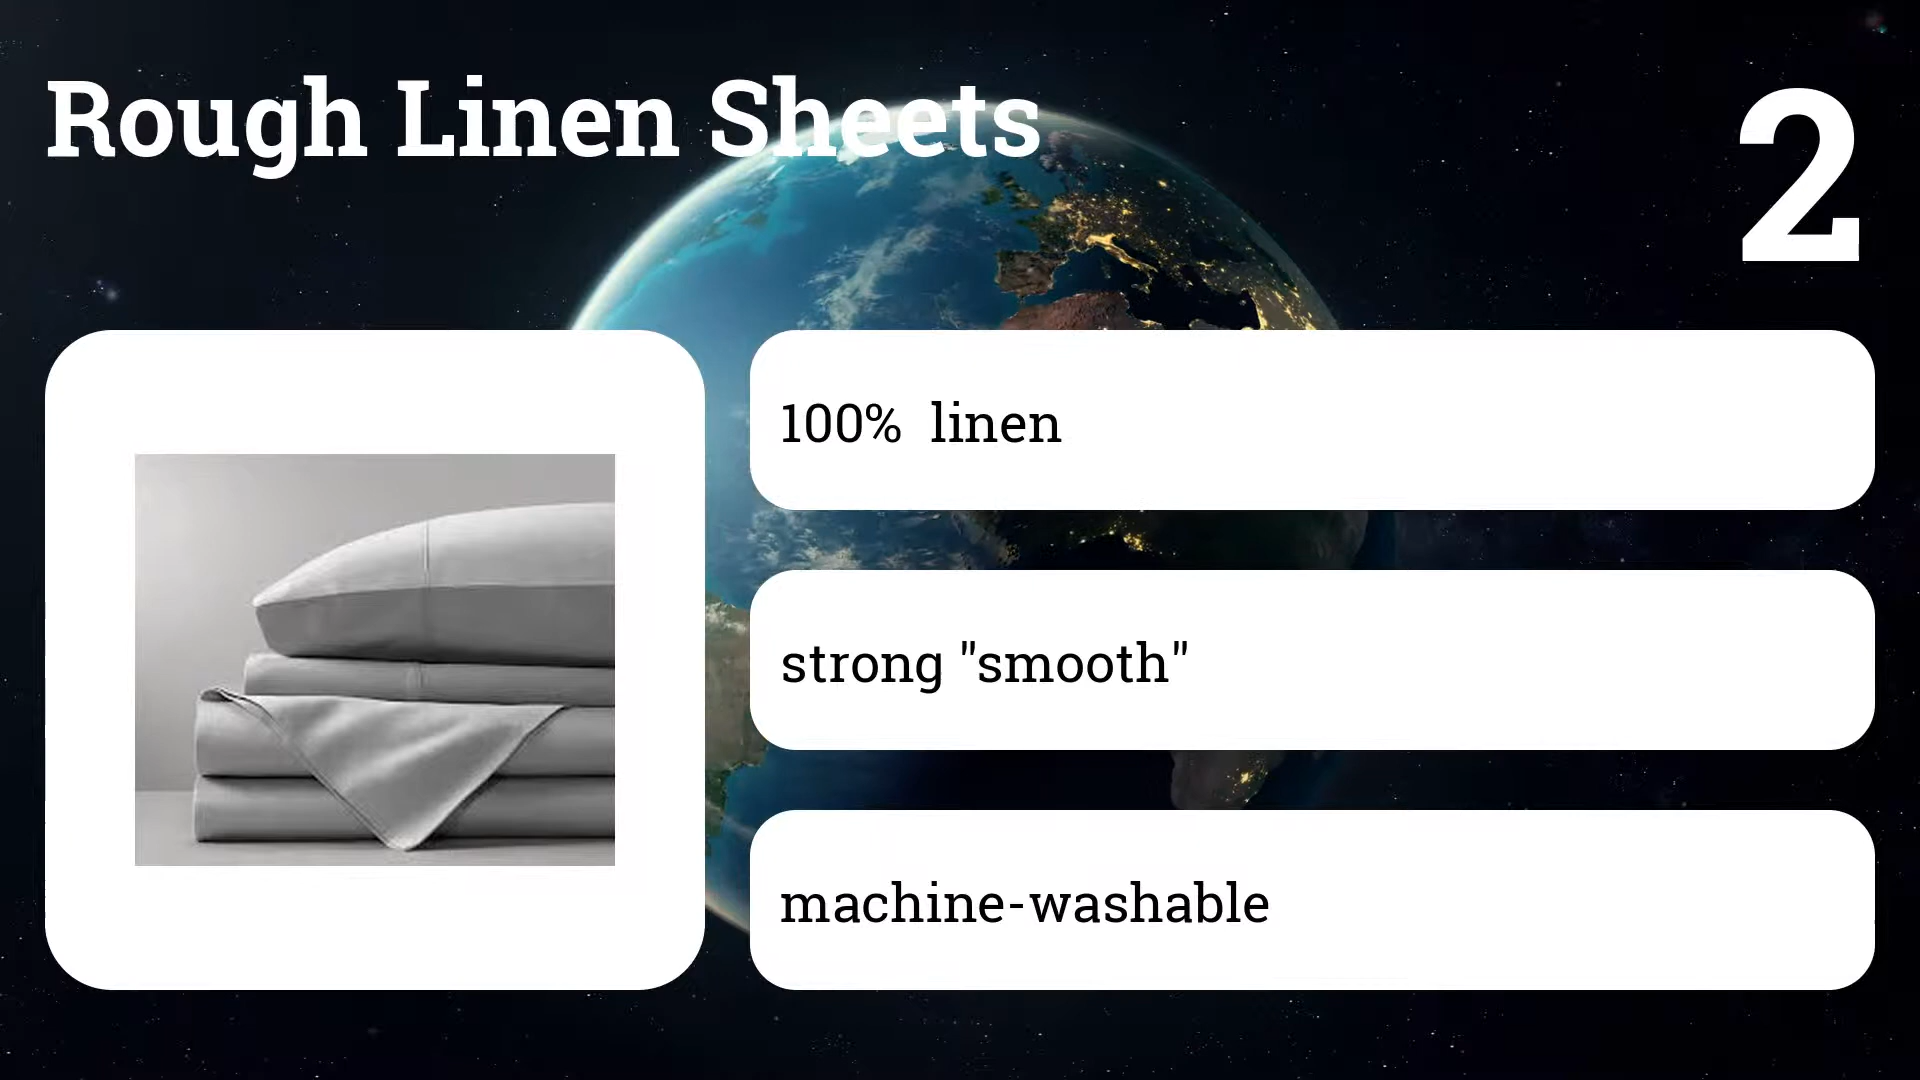 Rough Linen Sheets
2
100%  linen
strong "smooth"
machine-washable